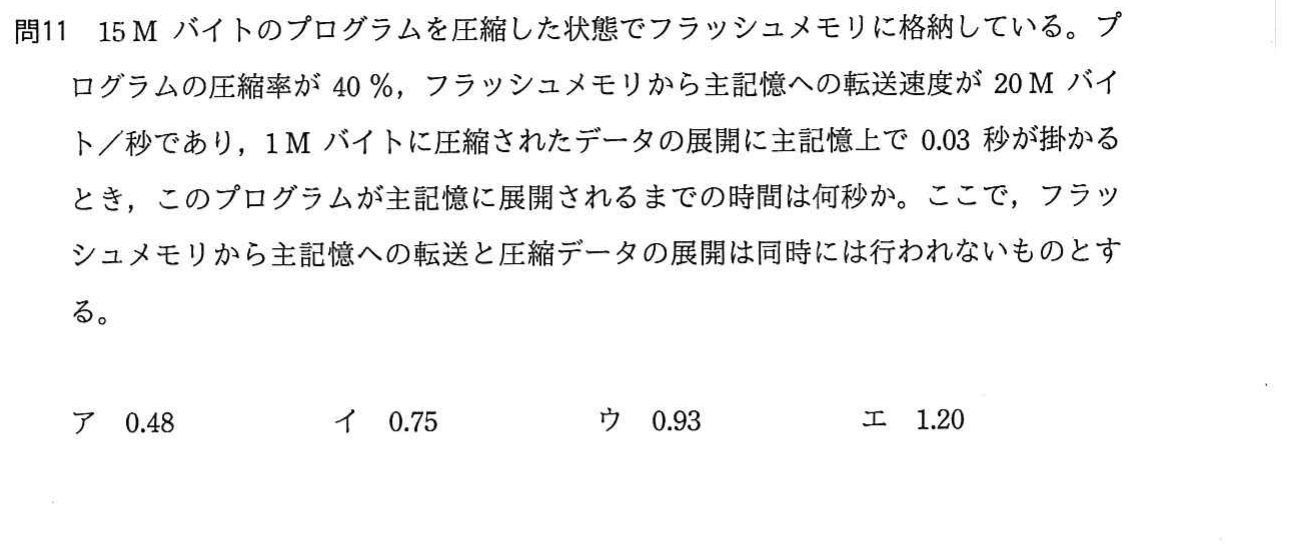 問11 15 M バイトのプログラムを圧縮した状態でフラッシュメモリに格納している。プ
ログラムの圧縮率が 40 %，フラッシュメモリから主記憶への転送速度が 20 M バイ
ト／秒であり，1 M バイトに圧縮されたデータの展開に主記憶上で 0.03 秒が掛かる
とき，このプログラムが主記憶に展開されるまでの時間は何秒か。ここで，フラッ
シュメモリから主記憶への転送と圧縮データの展開は同時には行われないものとす
る。
ア 0.48 イ 0.75 ウ 0.93 エ 1.20